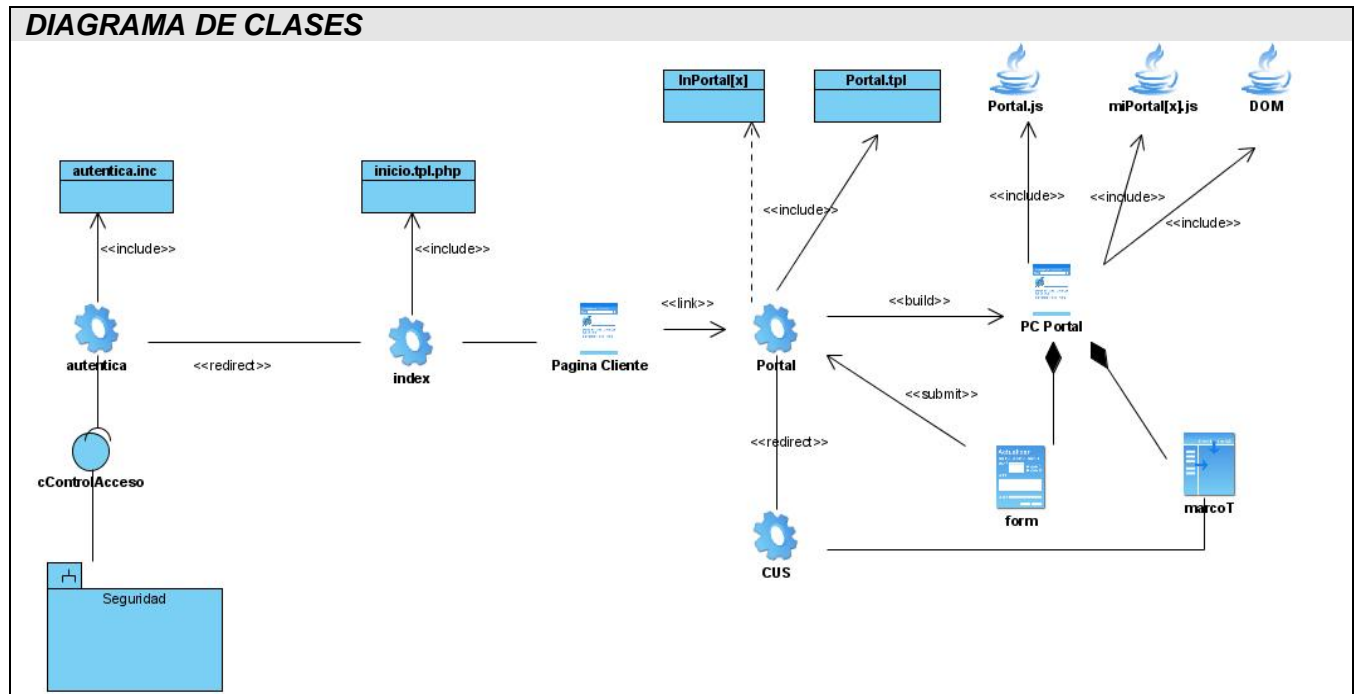 DIAGRAMA DE CLASES
InPortal[x]
Portal.tpl
Portal.js
miPortal[x].js
DOM
autentica.inc
inicio.tpl.php
<<include>>
<<include>>
<<include>>
<<include>>
<<include>>
<<include>>
<<link>>
<<build>>
autentica
<<redirect>>
index
Pagina Cliente
Portal
PC Portal
<<submit>>
<<redirect>>
cControlAcceso
form
marcoT
CUS
Seguridad